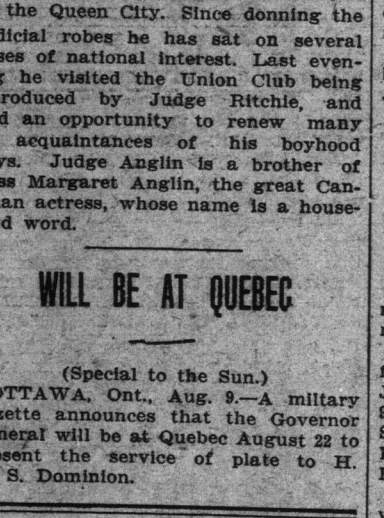 the Queen City. Since donning the
dicial robes he has sat on several
ses of national interest. Last even-
g he visited the Union Club being
roduced by Judge Ritchie, and
d an opportunity to renew many
acquaintances of his boyhood
ys. Judge Anglin is a brother of
ss Margaret Anglin, the great Can-
ian actress, whose name is a house-
d word.
WILL BE AT QUEBEC
(Special to the Sun.)
OTTAWA, Ont., Aug. 9.—A miltary
zette announces that the Governor
neral will be at Quebec August 22 to
esent the service of plate to H.
S. Dominion.